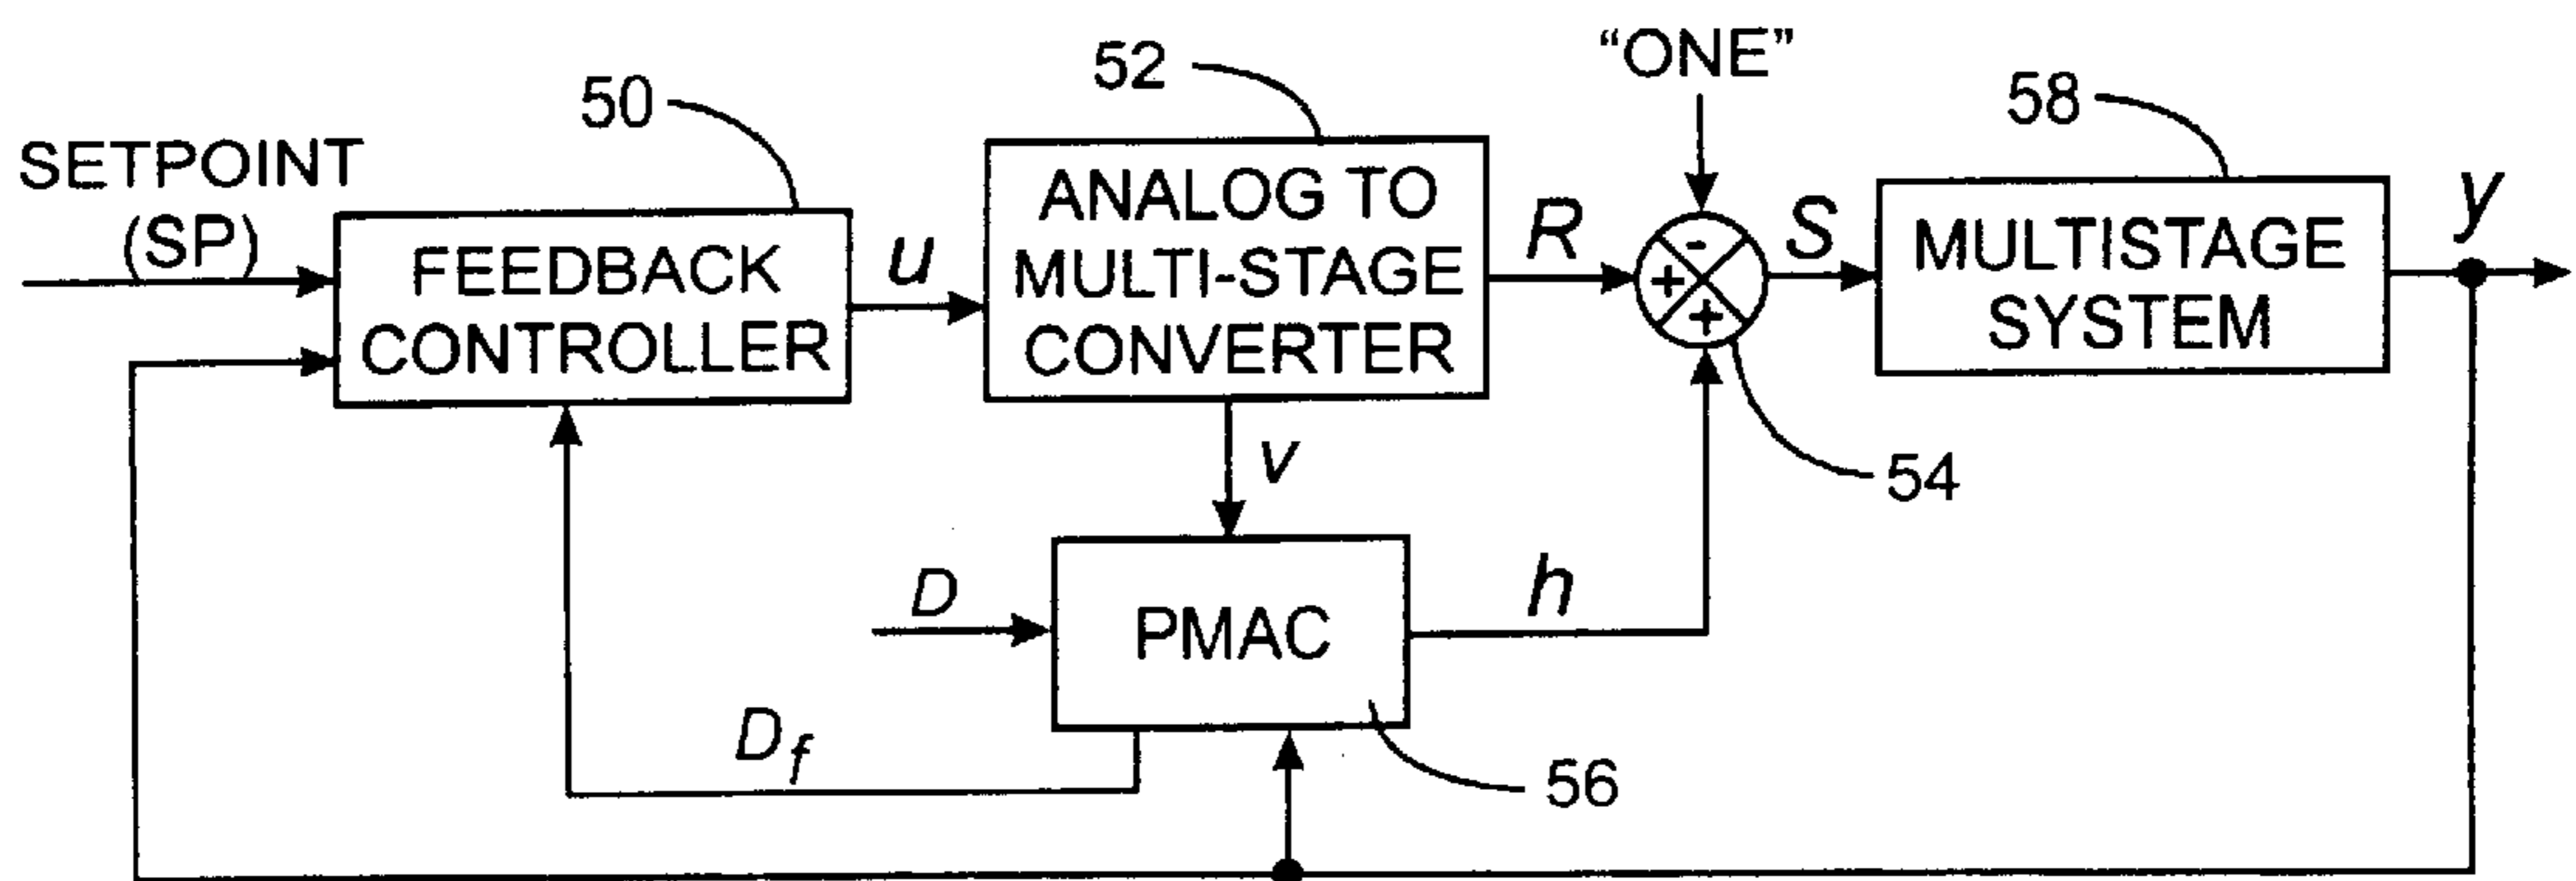 “ONE”
52
50
58
SETPOINT
(SP)
FEEDBACK
CONTROLLER
u
ANALOG TO
MULTI-STAGE
CONVERTER
R
-
+
+
S
MULTISTAGE
SYSTEM
y
54
v
D
PMAC
h
Df
56